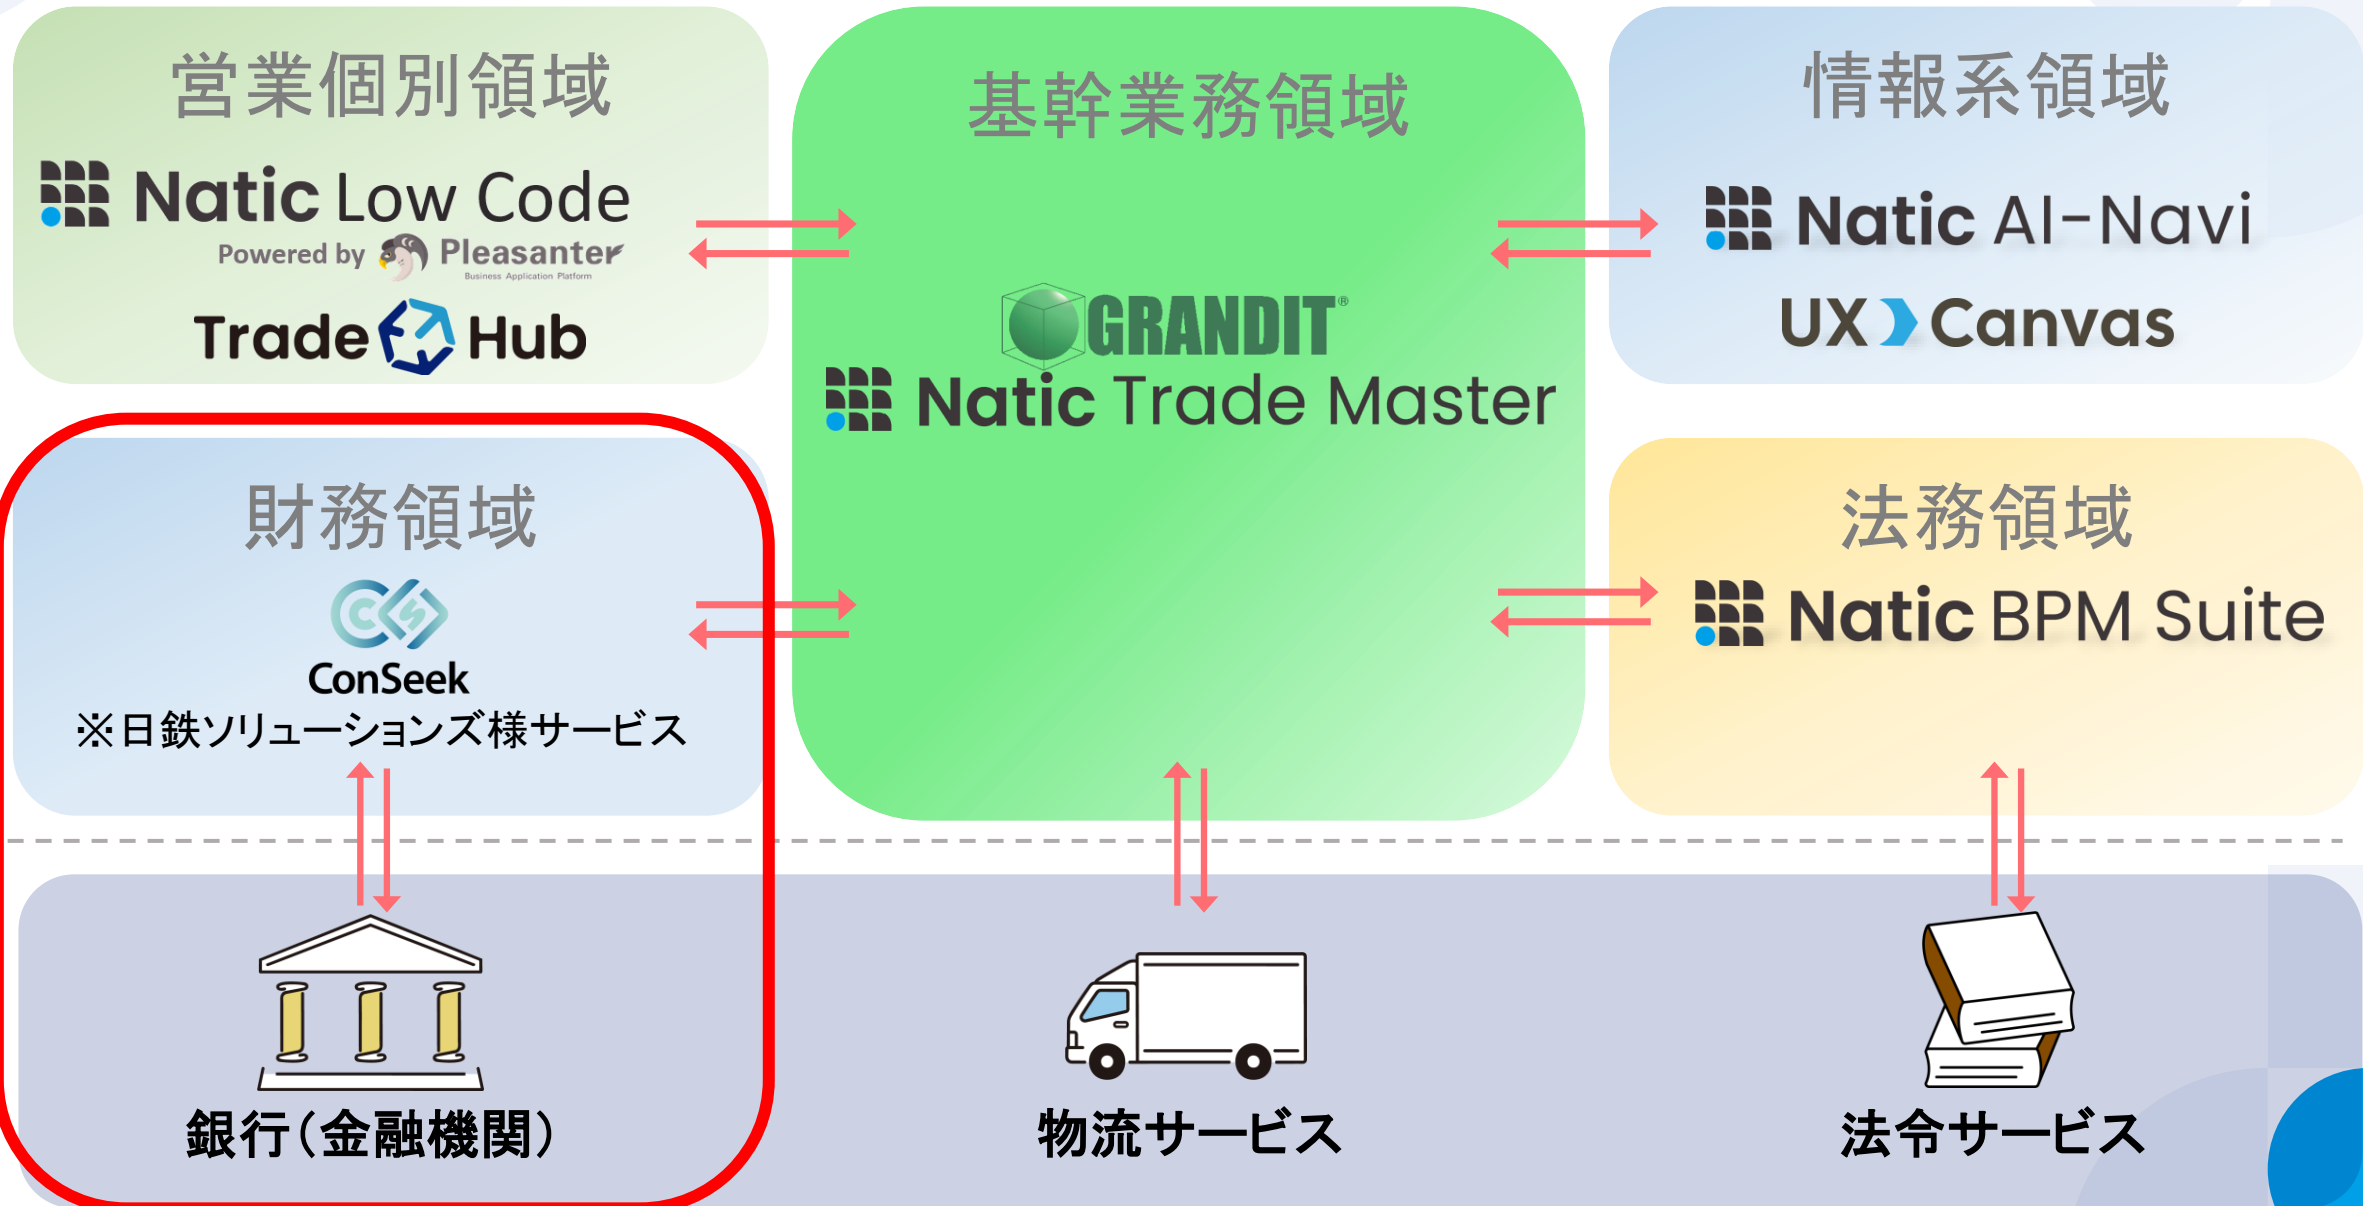 営業個別領域
Natic Low Code
Powered by Pleasanter
Business Application Platform
Trade Hub
基幹業務領域
GRANDIT®
Natic Trade Master
情報系領域
Natic AI-Navi
UX Canvas
財務領域
CS
ConSeek
※日鉄ソリューションズ様サービス
法務領域
Natic BPM Suite
銀行（金融機関）
物流サービス
法令サービス